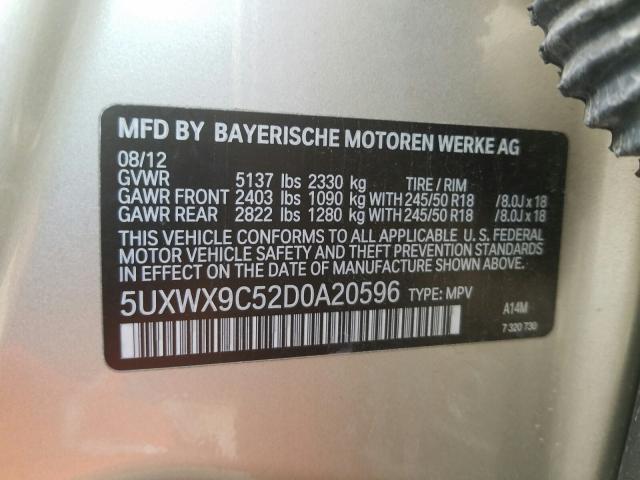 MFD BY BAYERISCHE MOTOREN WERKE AG
08/12
GVWR 5137 lbs 2330 kg TIRE / RIM
GAWR FRONT 2403 lbs 1090 kg WITH 245/50 R18 /8.0J x 18
GAWR REAR 2822 lbs 1280 kg WITH 245/50 R18 /8.0J x 18
THIS VEHICLE CONFORMS TO ALL APPLICABLE U.S. FEDERAL
MOTOR VEHICLE SAFETY AND THEFT PREVENTION STANDARDS
IN EFFECT ON THE DATE OF MANUFACTURE SHOWN ABOVE.
5UXWX9C52D0A20596 TYPE: MPV
A14M
7 320 730